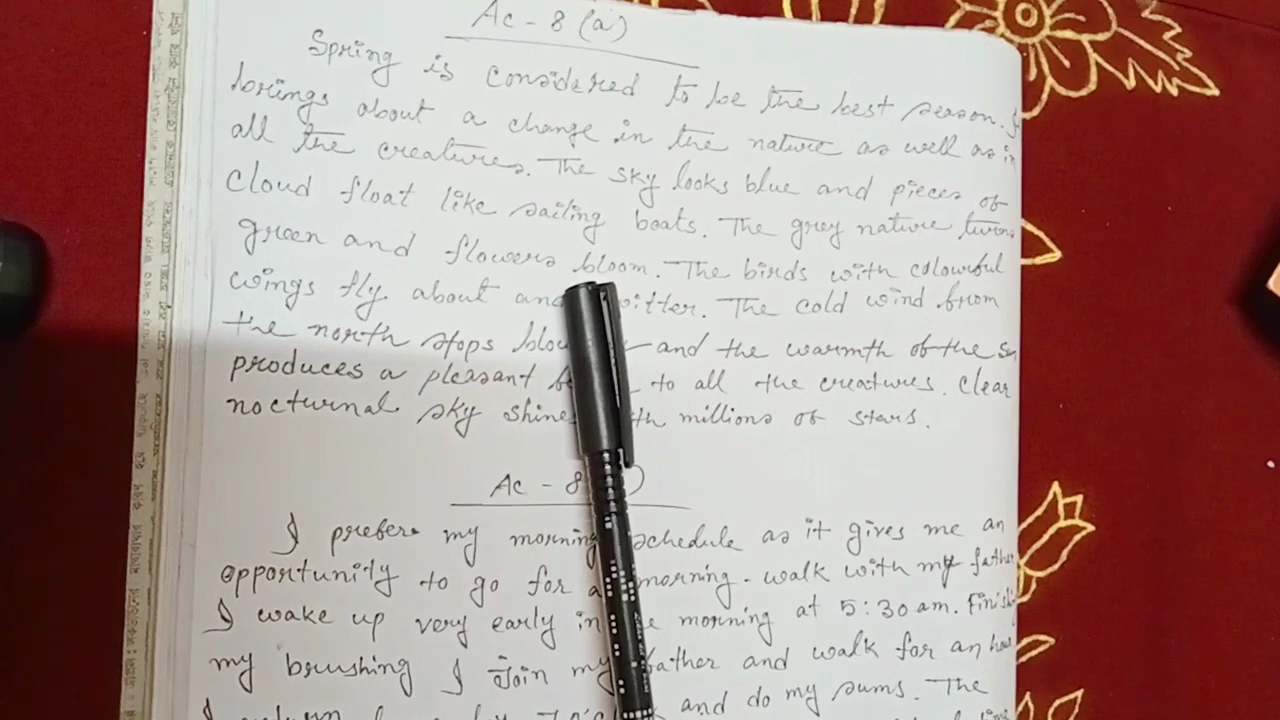 Ac - 8 (a)
Spring is considered to be the best season.
brings about a change in the nature as well as in
all the creatures. The sky looks blue and pieces of
cloud float like sailing boats. The grey nature turns
green and flowers bloom. The birds with colourful
wings fly about and The cold wind from
the north stops and the warmth of the
produces a pleasant to all the creatures. Clear
nocturnal sky shines millions of stars.
Ac - 8
I prefer my morning schedule as it gives me an
opportunity to go for a morning-walk with my father
I wake up very early in morning at 5:30 am.
my brushing I Join my father and walk for an hour
I and do my sums. The